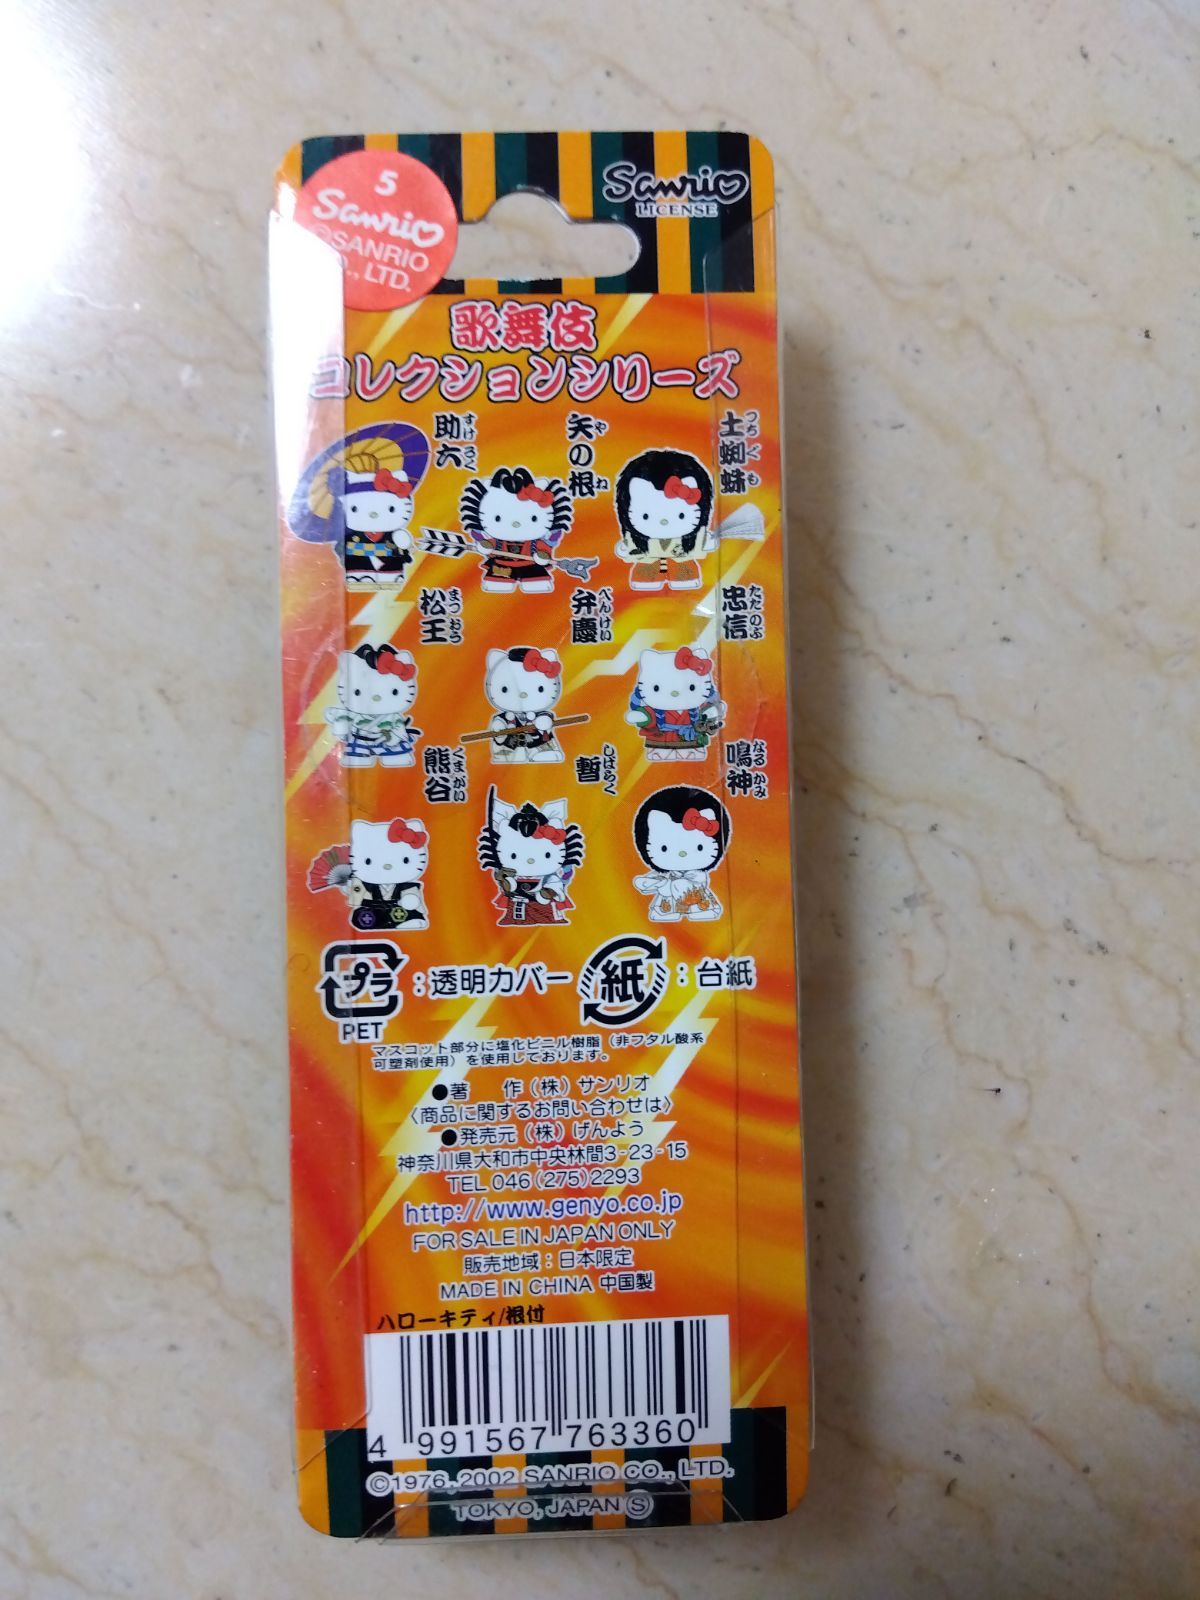 5
Sanrio
©SANRIO
CO., LTD.
Sanrio
LICENSE
歌舞伎
コレクションシリーズ
助六 すけろく
矢の根 や ね
土蜘蛛 つちぐも
松王 まつおう
弁慶 べんけい
忠信 ただのぶ
熊谷 くまがい
暫 しばらく
鳴神 なるかみ
プラ
PET
:透明カバー
紙
:台紙
マスコット部分に塩化ビニル樹脂（非フタル酸系
可塑剤使用）を使用しております。
●著　作（株）サンリオ
〈商品に関するお問い合わせは〉
●発売元（株）げんよう
神奈川県大和市中央林間3-23-15
TEL 046(275)2293
http://www.genyo.co.jp
FOR SALE IN JAPAN ONLY
販売地域：日本限定
MADE IN CHINA 中国製
ハローキティ/根付
4 991567 763360
©1976, 2002 SANRIO CO., LTD.
TOKYO, JAPAN Ⓢ